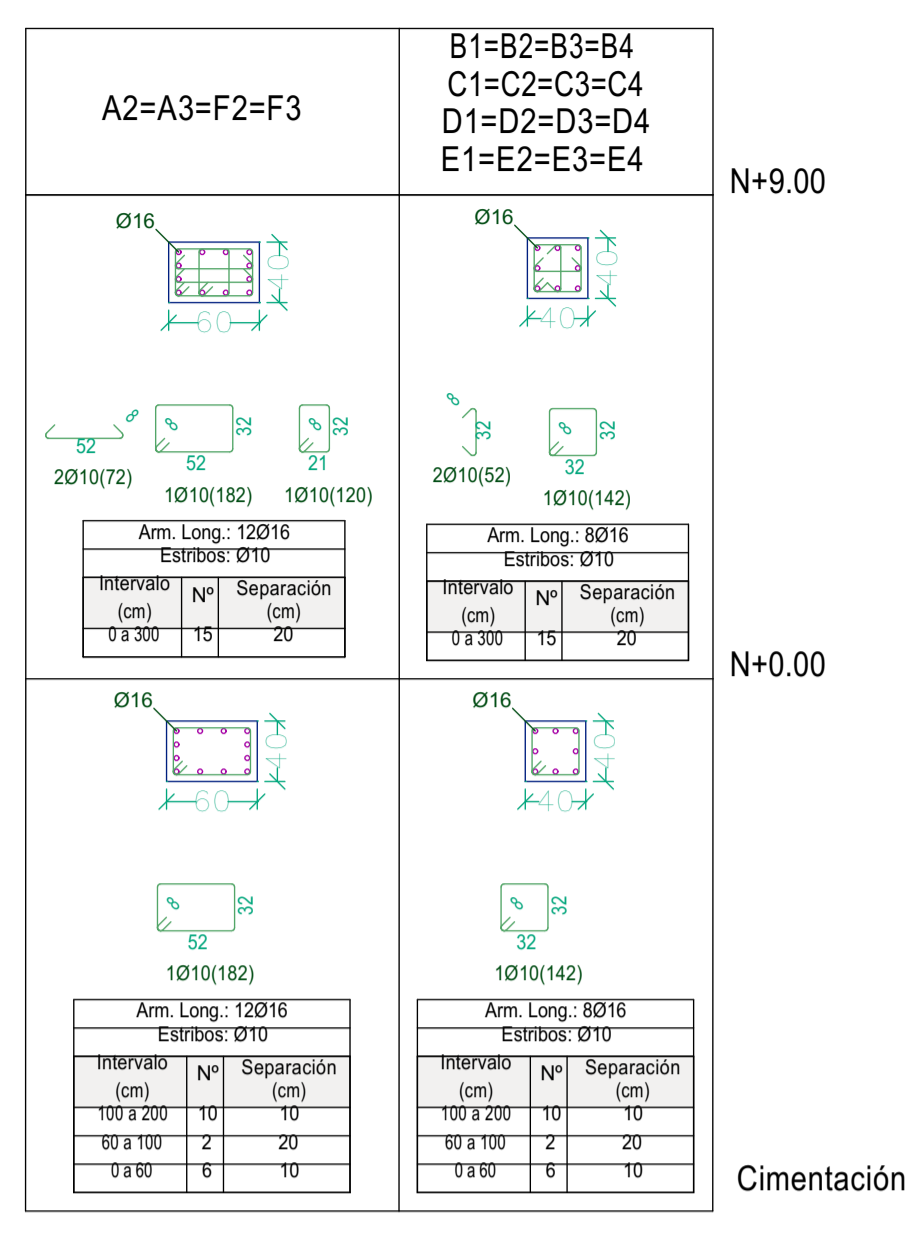 A2=A3=F2=F3
B1=B2=B3=B4
C1=C2=C3=C4
D1=D2=D3=D4
E1=E2=E3=E4
N+9.00
Ø16
40
60
8
52
2Ø10(72)
8
32
52
1Ø10(182)
8
32
21
1Ø10(120)
Arm. Long.: 12Ø16
Estribos: Ø10
Intervalo (cm) Nº Separación (cm)
0 a 300 15 20
Ø16
40
40
8
32
2Ø10(52)
8
32
32
1Ø10(142)
Arm. Long.: 8Ø16
Estribos: Ø10
Intervalo (cm) Nº Separación (cm)
0 a 300 15 20
N+0.00
Ø16
40
60
8
32
52
1Ø10(182)
Arm. Long.: 12Ø16
Estribos: Ø10
Intervalo (cm) Nº Separación (cm)
100 a 200 10 10
60 a 100 2 20
0 a 60 6 10
Ø16
40
40
8
32
32
1Ø10(142)
Arm. Long.: 8Ø16
Estribos: Ø10
Intervalo (cm) Nº Separación (cm)
100 a 200 10 10
60 a 100 2 20
0 a 60 6 10
Cimentación